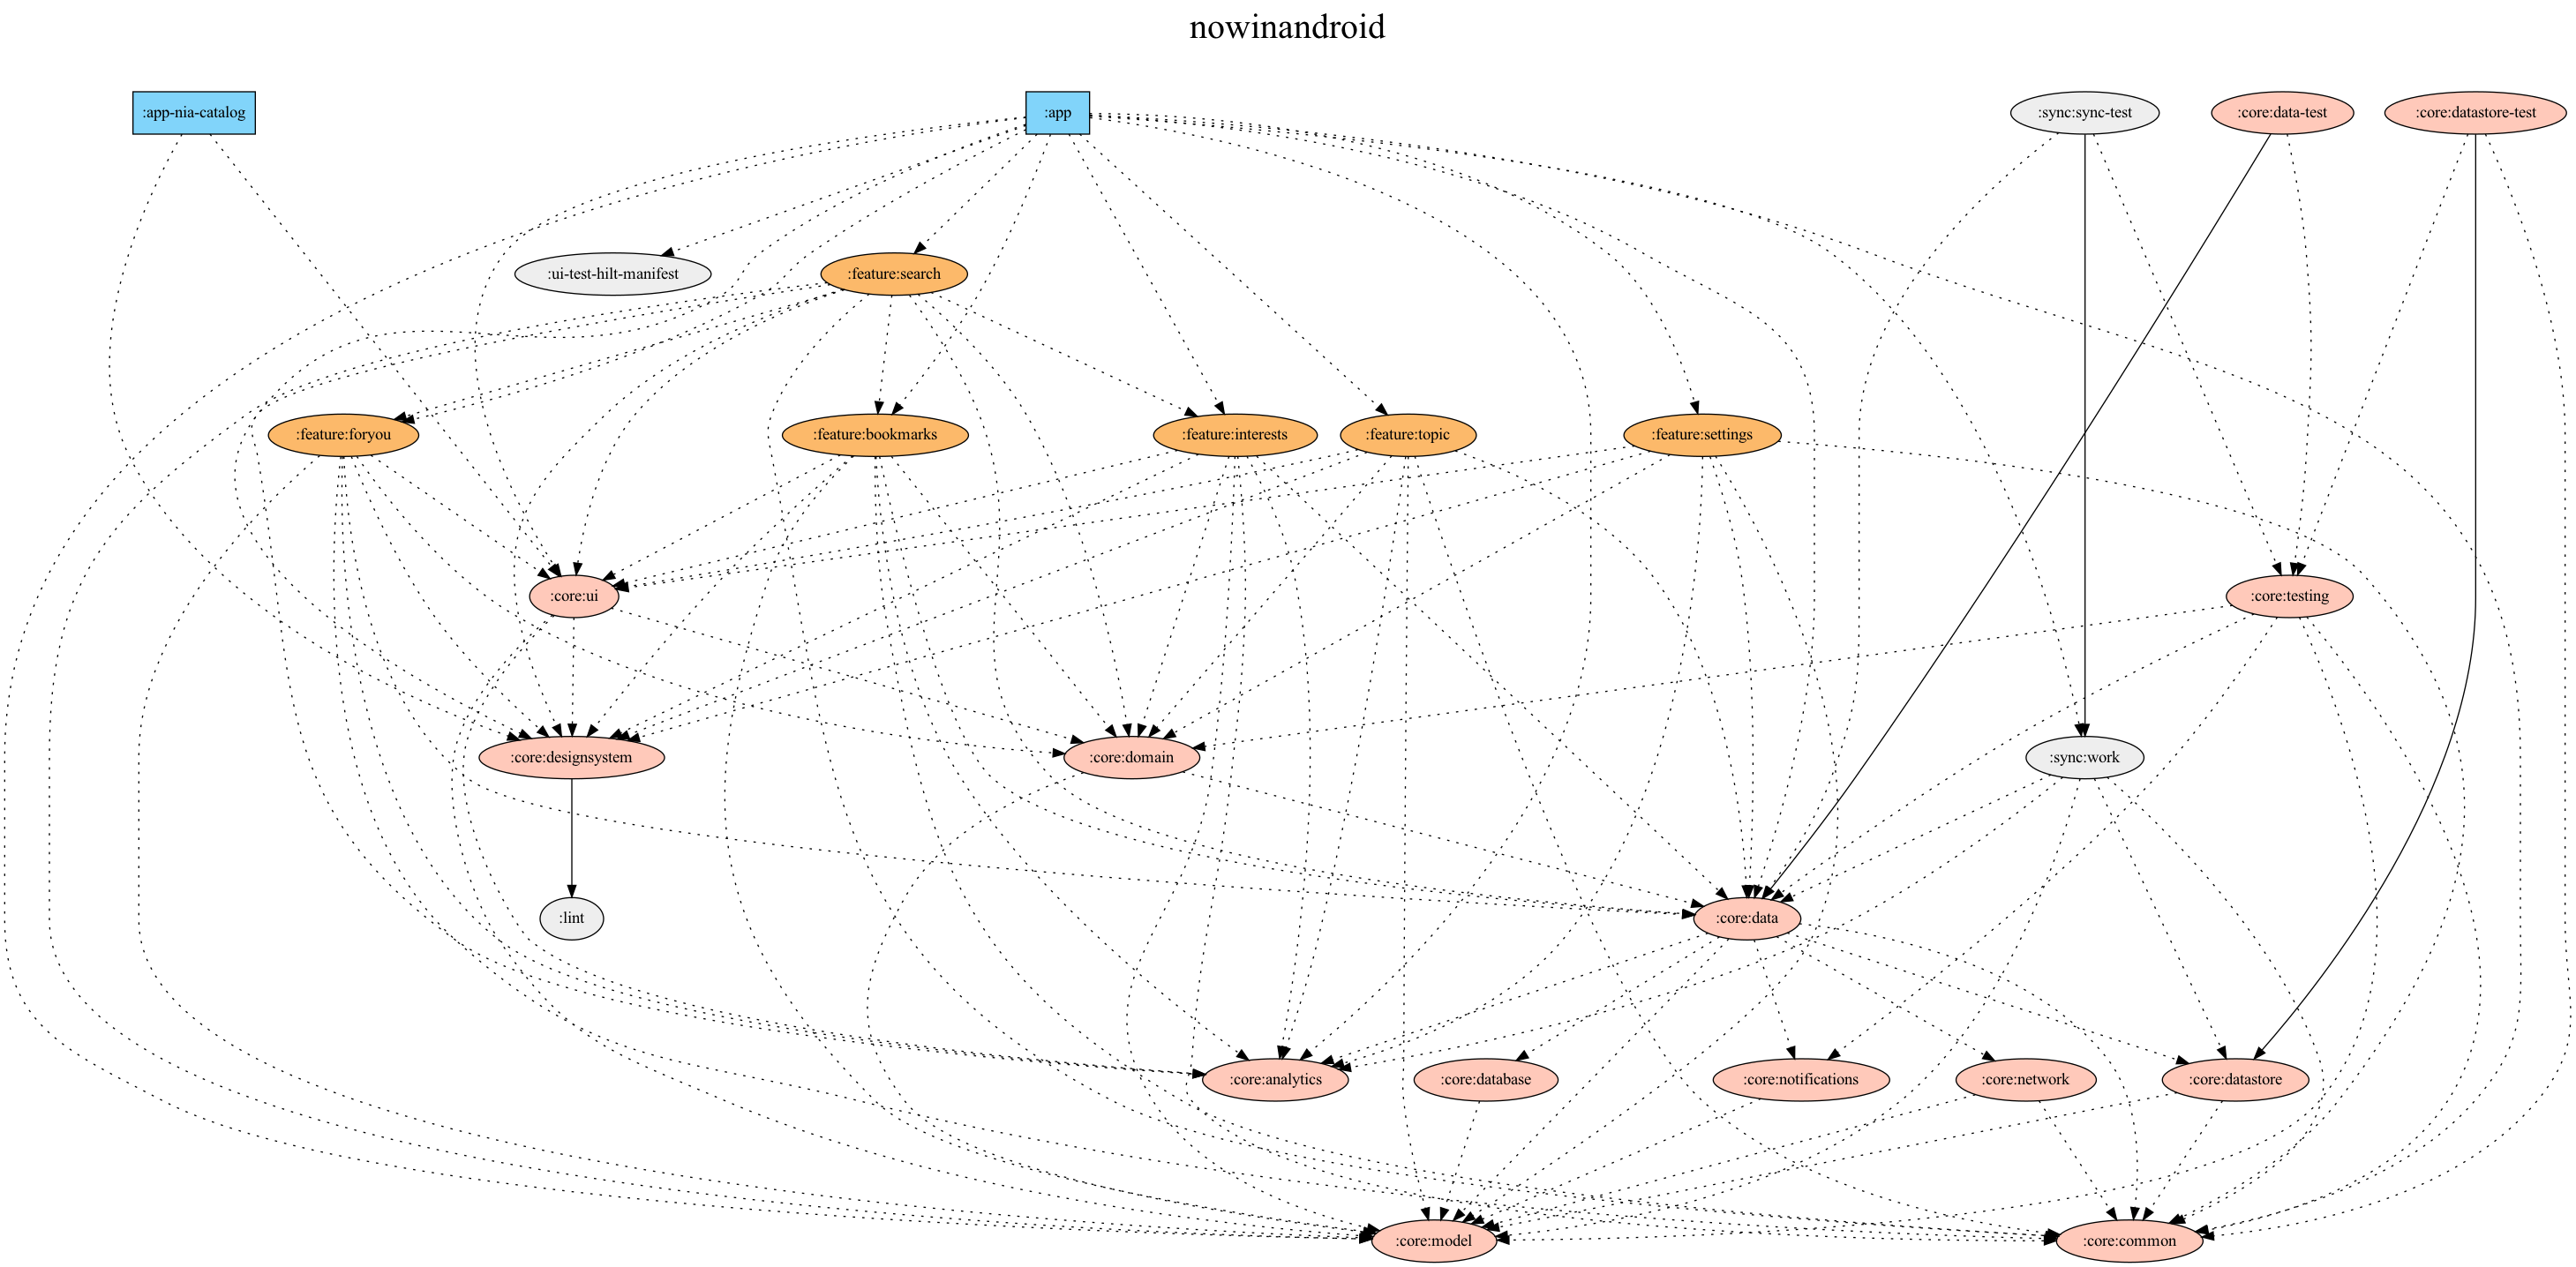 nowinandroid
:app-nia-catalog
:app
:sync:sync-test
:core:data-test
:core:datastore-test
:ui-test-hilt-manifest
:feature:search
:feature:foryou
:feature:bookmarks
:feature:interests
:feature:topic
:feature:settings
:core:ui
:core:testing
:core:designsystem
:core:domain
:sync:work
:lint
:core:data
:core:analytics
:core:database
:core:notifications
:core:network
:core:datastore
:core:model
:core:common